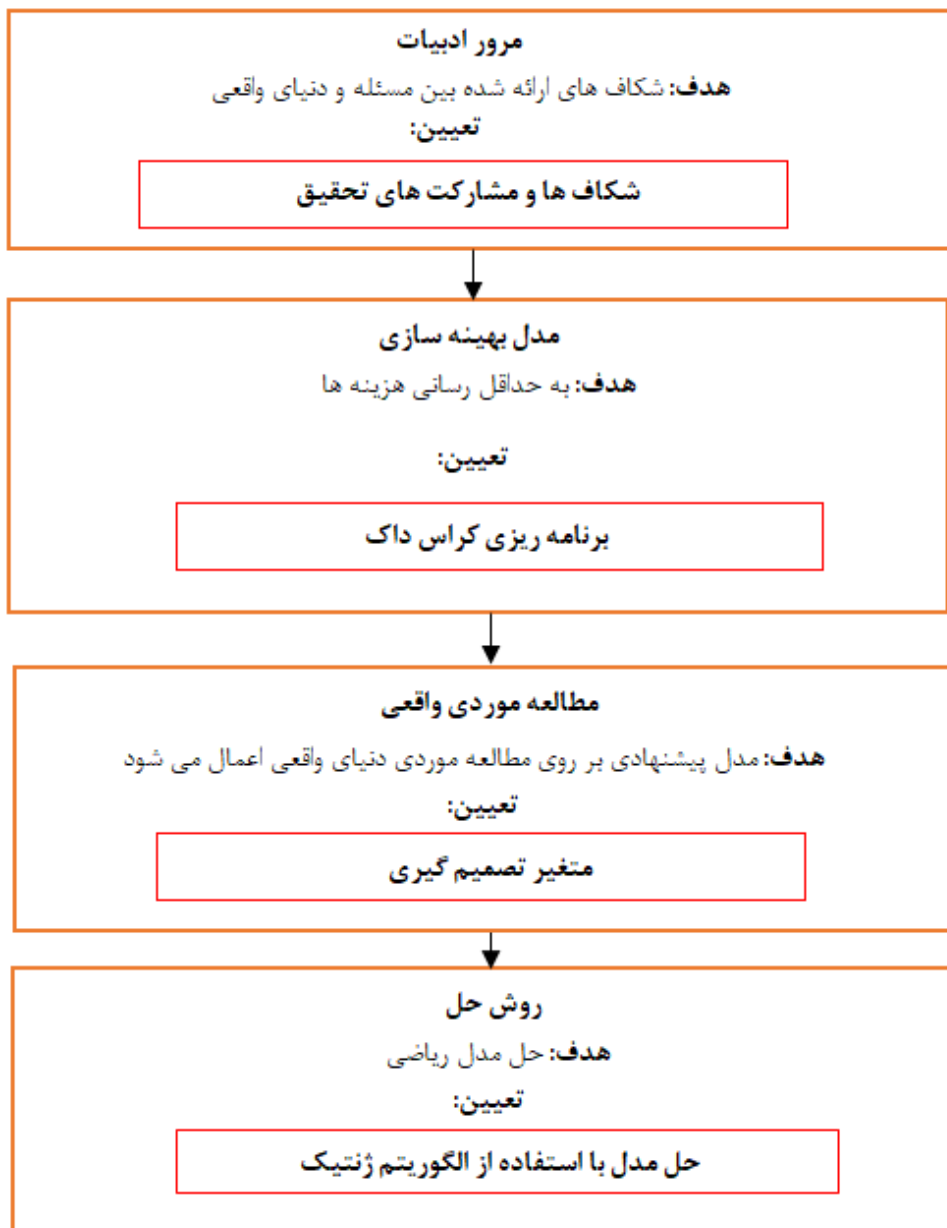 مرور ادبیات
هدف: شکاف های ارائه شده بین مسئله و دنیای واقعی
تعیین:
شکاف ها و مشارکت های تحقیق
مدل بهینه سازی
هدف: به حداقل رسانی هزینه ها
تعیین:
برنامه ریزی کراس داک
مطالعه موردی واقعی
هدف: مدل پیشنهادی بر روی مطالعه موردی دنیای واقعی اعمال می شود
تعیین:
متغیر تصمیم گیری
روش حل
هدف: حل مدل ریاضی
تعیین:
حل مدل با استفاده از الگوریتم ژنتیک